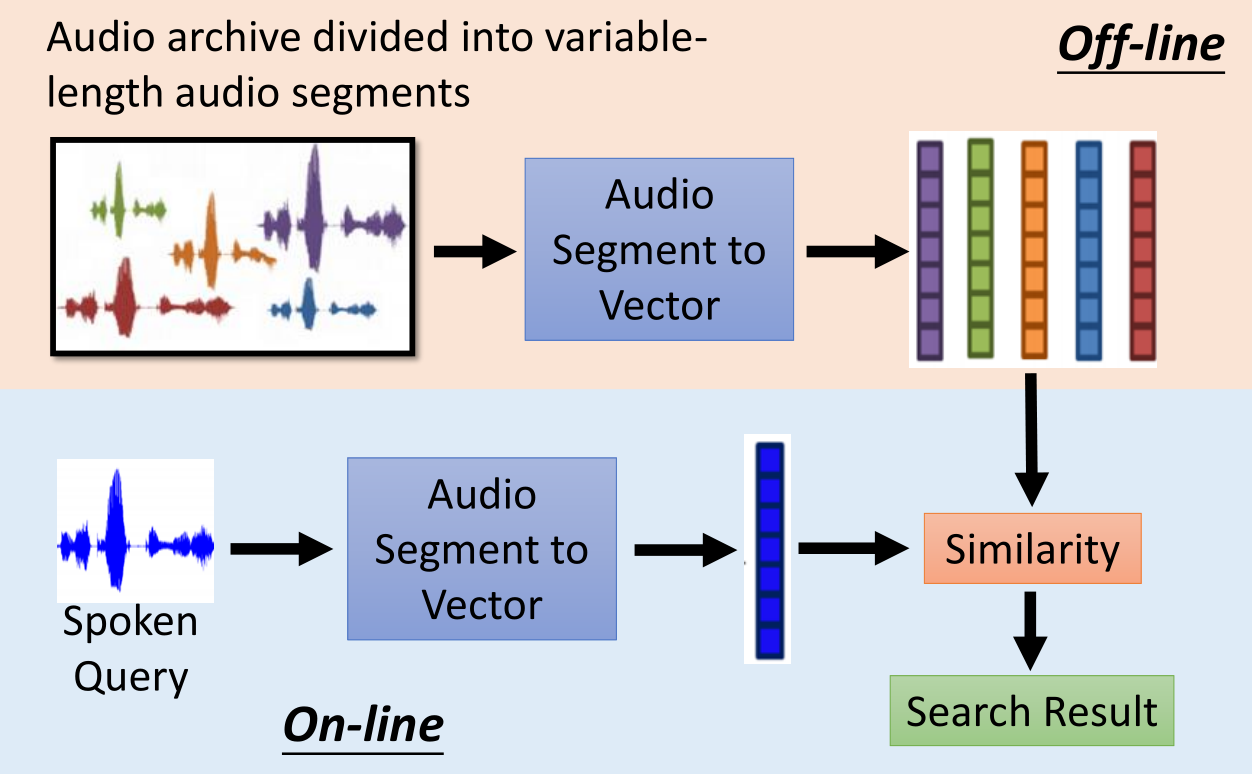 Audio archive divided into variable-
length audio segments
Off-line
Audio
Segment to
Vector
Audio
Segment to
Vector
Spoken
Query
Similarity
Search Result
On-line